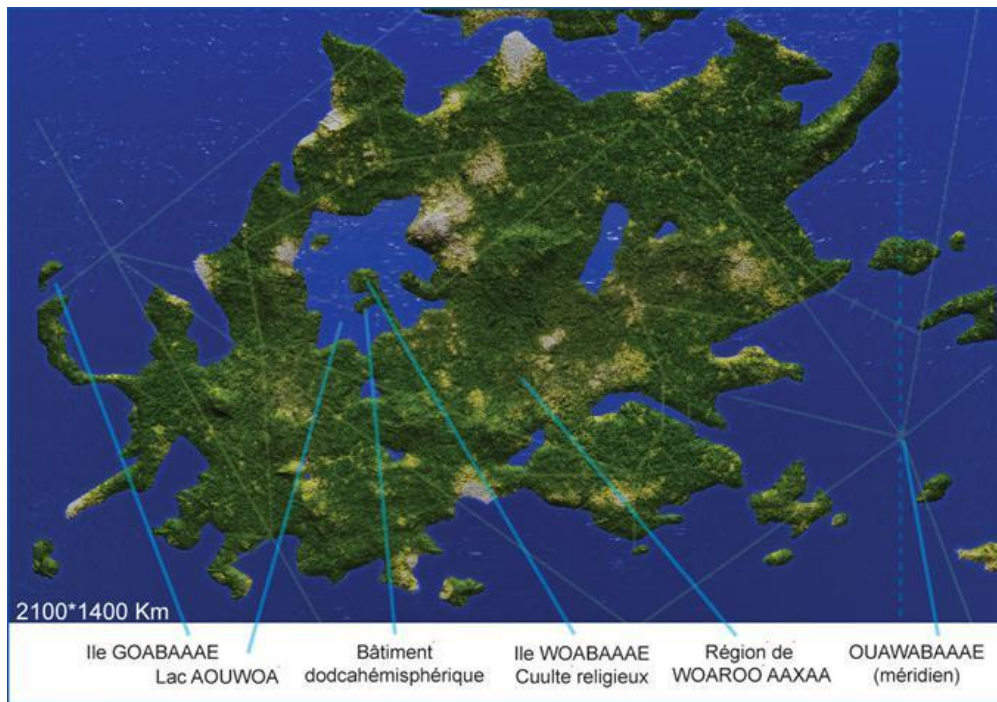 2100*1400 Km
Ile GOABAAAE
Lac AOUWOA
Bâtiment
dodcahémisphérique
Ile WOABAAAE
Cuulte religieux
Région de
WOAROO AAXAA
OUAWABAAAE
(méridien)